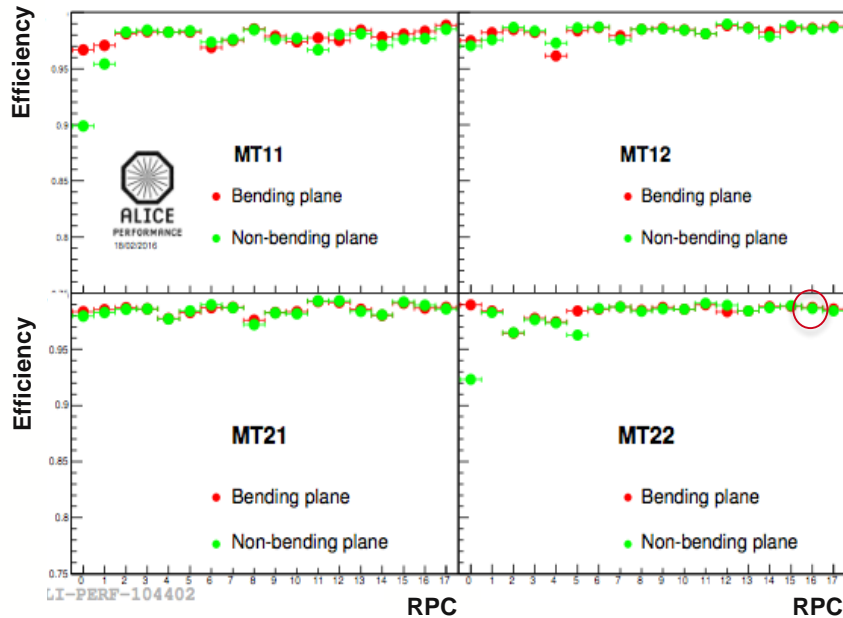 Efficiency
1
0.95
0.9
0.85
0.8
MT11
Bending plane
Non-bending plane
ALICE
PERFORMANCE
18/02/2016
MT12
Bending plane
Non-bending plane
Efficiency
1
0.95
0.9
0.85
0.8
0.75
MT21
Bending plane
Non-bending plane
0 1 2 3 4 5 6 7 8 9 10 11 12 13 14 15 16 17
MT22
Bending plane
Non-bending plane
0 1 2 3 4 5 6 7 8 9 10 11 12 13 14 15 16 17
LI-PERF-104402
RPC
RPC